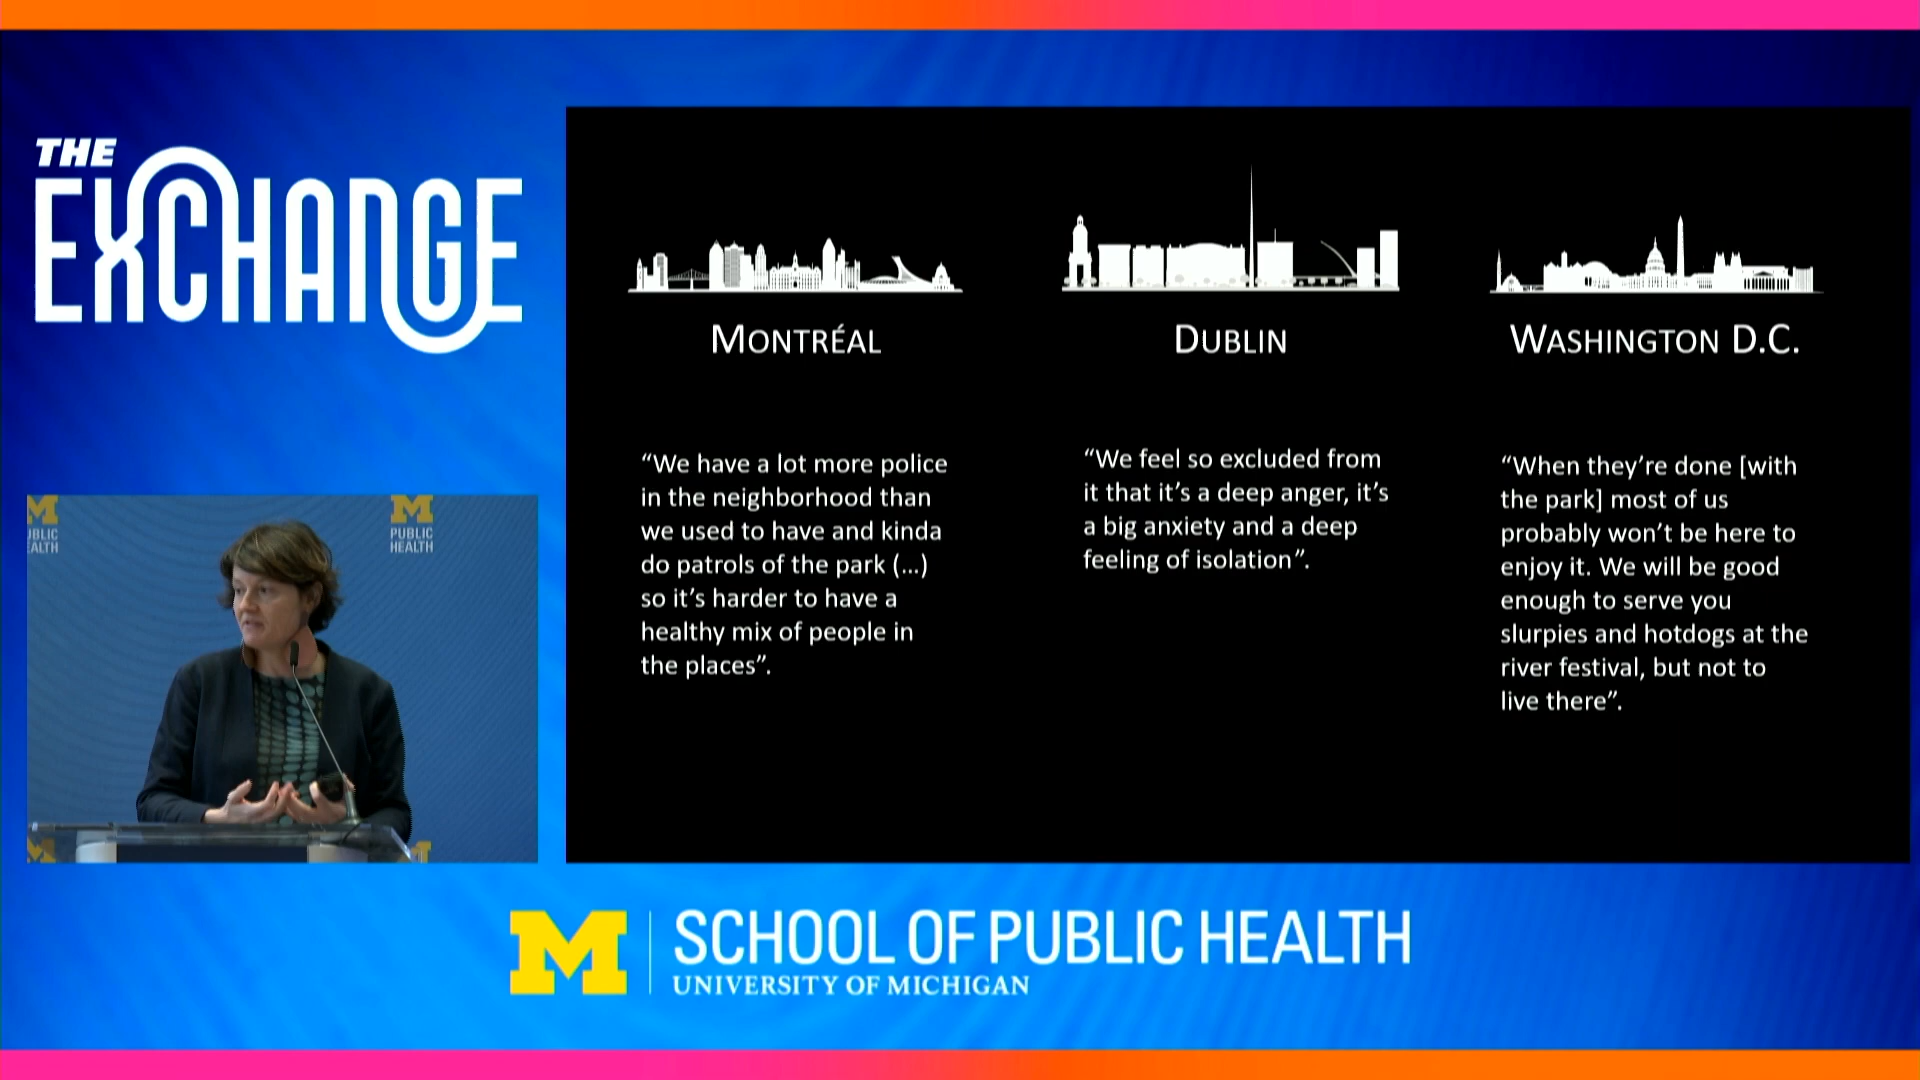 THE
EXCHANGE
M
UBLIC
EALTH
M
PUBLIC
HEALTH
MONTRÉAL
“We have a lot more police
in the neighborhood than
we used to have and kinda
do patrols of the park (...)
so it’s harder to have a
healthy mix of people in
the places”.
DUBLIN
“We feel so excluded from
it that it’s a deep anger, it’s
a big anxiety and a deep
feeling of isolation”.
WASHINGTON D.C.
“When they’re done [with
the park] most of us
probably won’t be here to
enjoy it. We will be good
enough to serve you
slurpies and hotdogs at the
river festival, but not to
live there”.
M
SCHOOL OF PUBLIC HEALTH
UNIVERSITY OF MICHIGAN